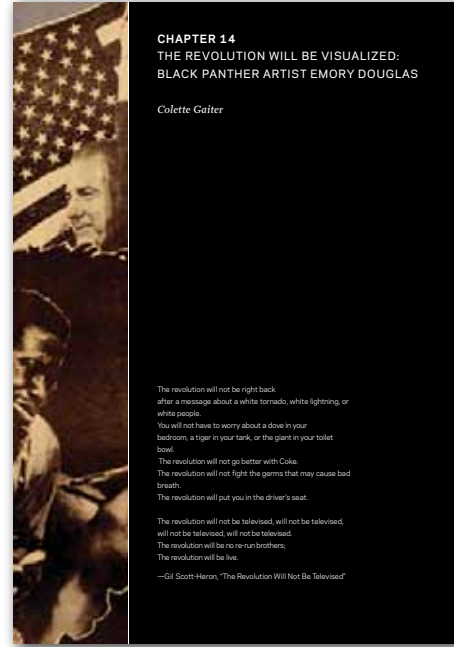 CHAPTER 14
THE REVOLUTION WILL BE VISUALIZED:
BLACK PANTHER ARTIST EMORY DOUGLAS
Colette Gaiter
The revolution will not be right back
after a message about a white tornado, white lightning, or
white people.
You will not have to worry about a dove in your
bedroom, a tiger in your tank, or the giant in your toilet
bowl.
The revolution will not go better with Coke.
The revolution will not fight the germs that may cause bad
breath.
The revolution will put you in the driver's seat.
The revolution will not be televised, will not be televised,
will not be televised, will not be televised.
The revolution will be no re-run brothers;
The revolution will be live.
—Gil Scott-Heron, "The Revolution Will Not Be Televised"